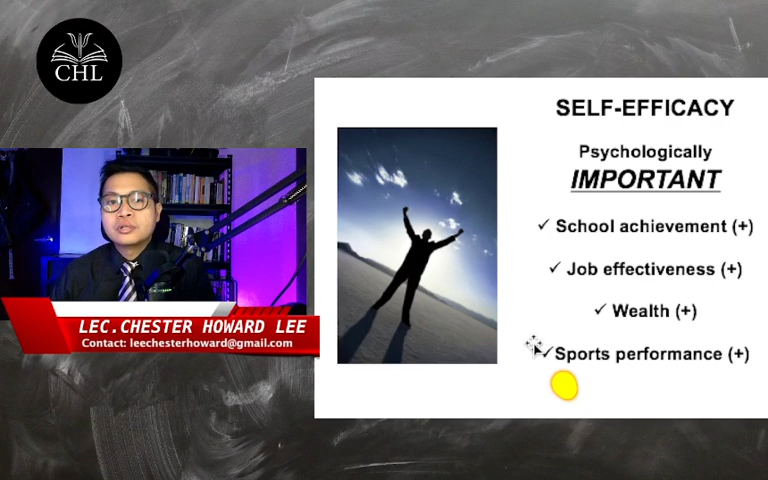 CHL
LEC.CHESTER HOWARD LEE
Contact: leechesterhoward@gmail.com
SELF-EFFICACY
Psychologically
IMPORTANT
✓ School achievement (+)
✓ Job effectiveness (+)
✓ Wealth (+)
✓ Sports performance (+)